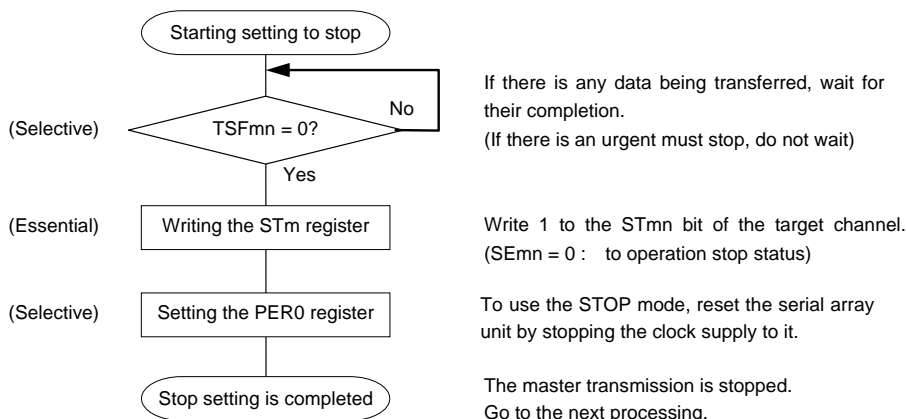 Starting setting to stop
If there is any data being transferred, wait for
their completion.
(If there is an urgent must stop, do not wait)
No
(Selective)
TSFmn = 0?
Yes
(Essential)
Writing the STm register
Write 1 to the STmn bit of the target channel.
(SEmn = 0 : to operation stop status)
(Selective)
Setting the PER0 register
To use the STOP mode, reset the serial array
unit by stopping the clock supply to it.
Stop setting is completed
The master transmission is stopped.
Go to the next processing.